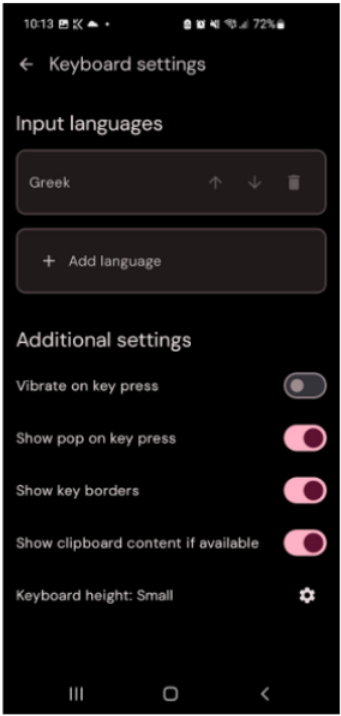 10:13 72%
Keyboard settings
Input languages
Greek
+ Add language
Additional settings
Vibrate on key press
Show pop on key press
Show key borders
Show clipboard content if available
Keyboard height: Small